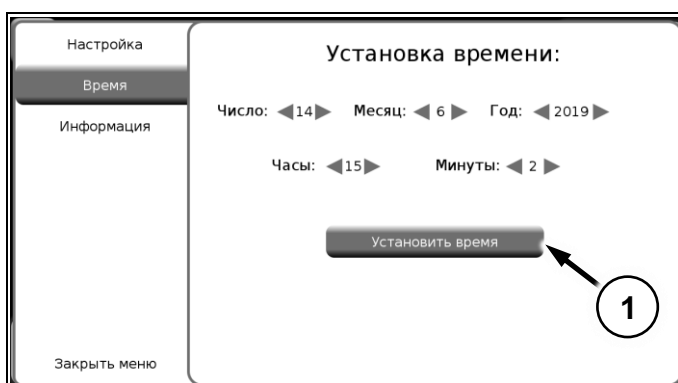 Настройка
Время
Информация
Закрыть меню
Установка времени:
Число: 14 Месяц: 6 Год: 2019
Часы: 15 Минуты: 2
Установить время
1